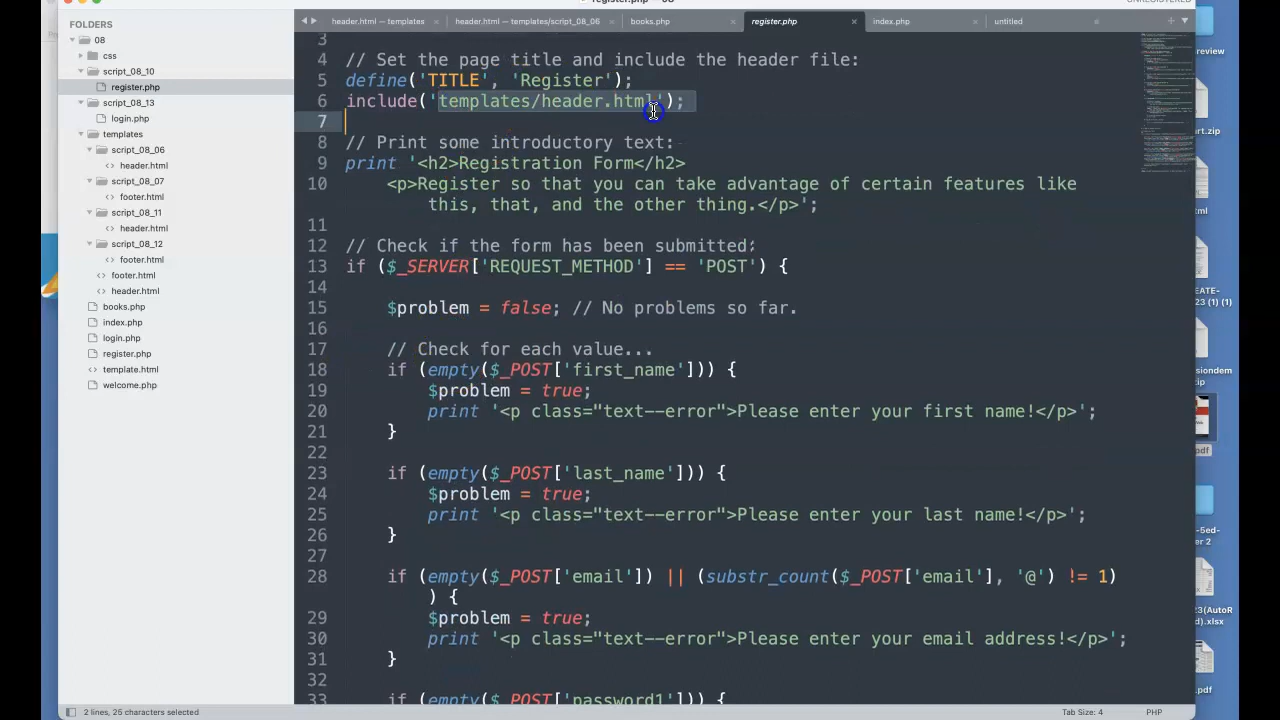 register.php — 08
UNREGISTERED
FOLDERS
08
css
script_08_10
register.php
script_08_13
login.php
templates
script_08_06
header.html
script_08_07
footer.html
script_08_11
header.html
script_08_12
footer.html
footer.html
header.html
books.php
index.php
login.php
register.php
template.html
welcome.php
header.html — templates
header.html — templates/script_08_06
books.php
register.php
index.php
untitled
3
4 // Set the page title and include the header file:
5 define('TITLE', 'Register');
6 include('templates/header.html');
7
8 // Print some introductory text:
9 print '<h2>Registration Form</h2>
10 <p>Register so that you can take advantage of certain features like
this, that, and the other thing.</p>';
11
12 // Check if the form has been submitted:
13 if ($_SERVER['REQUEST_METHOD'] == 'POST') {
14
15 $problem = false; // No problems so far.
16
17 // Check for each value...
18 if (empty($_POST['first_name'])) {
19 $problem = true;
20 print '<p class="text--error">Please enter your first name!</p>';
21 }
22
23 if (empty($_POST['last_name'])) {
24 $problem = true;
25 print '<p class="text--error">Please enter your last name!</p>';
26 }
27
28 if (empty($_POST['email']) || (substr_count($_POST['email'], '@') != 1)
) {
29 $problem = true;
30 print '<p class="text--error">Please enter your email address!</p>';
31 }
32
33 if (empty($_POST['password1'])) {
2 lines, 25 characters selected
Tab Size: 4
PHP